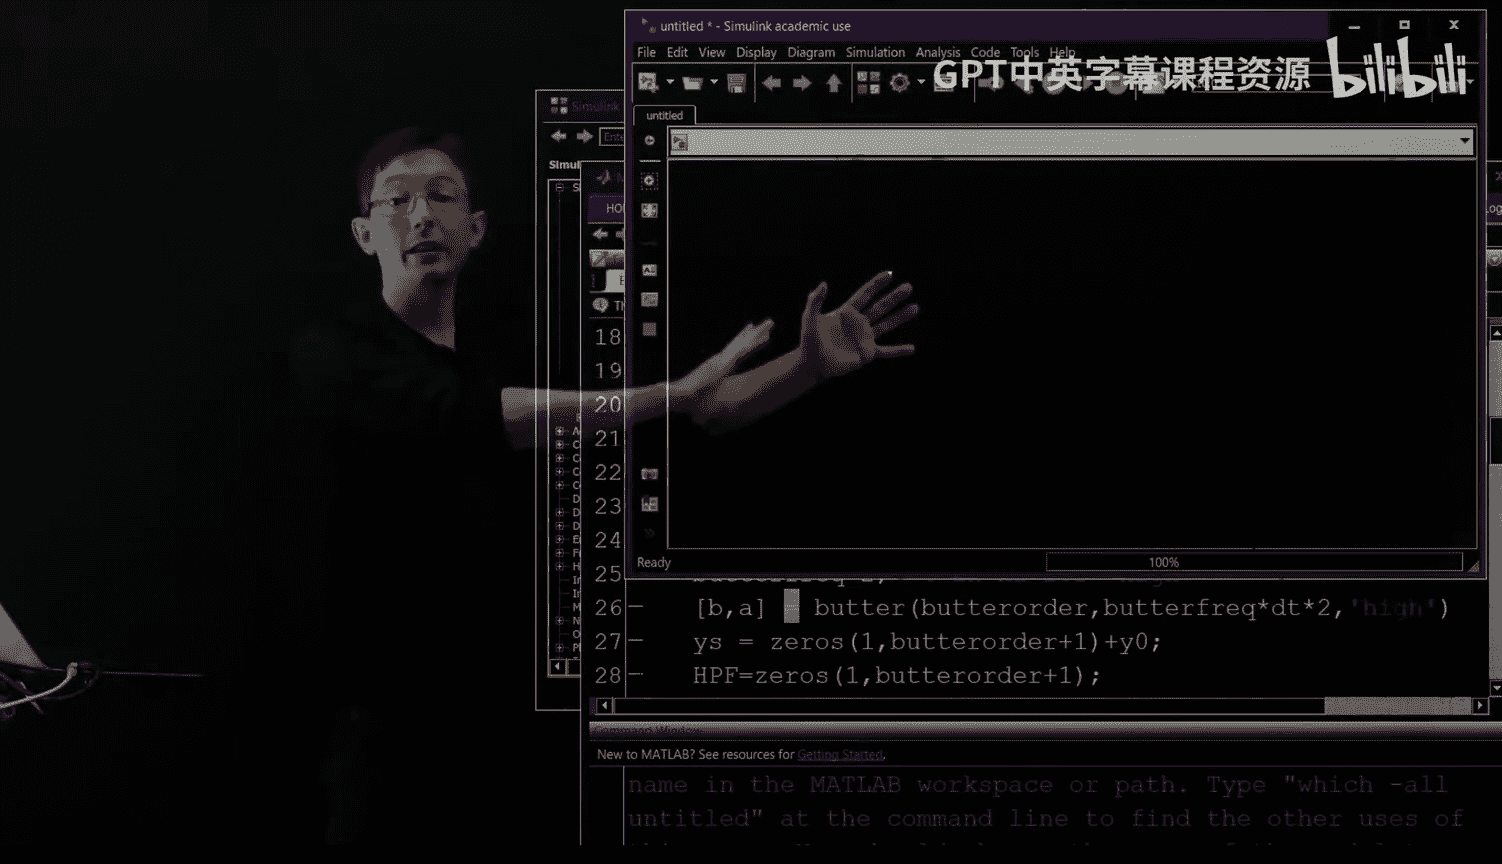 untitled * - Simulink academic use
File Edit View Display Diagram Simulation Analysis Code Tools Help
GPT中英字幕课程资源 bilibili
untitled
Simulink
Ready
100%
18
19
20
21
22
23
24
25
26 [b,a] = butter(butterorder,butterfreq*dt*2,'high')
27 ys = zeros(1,butterorder+1)+y0;
28 HPF=zeros(1,butterorder+1);
Command Window
New to MATLAB? See resources for Getting Started.
name in the MATLAB workspace or path. Type "which -all
untitled" at the command line to find the other uses of